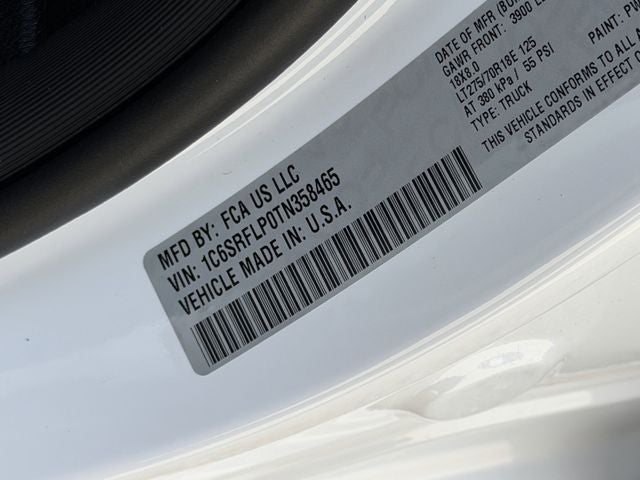 MFD BY: FCA US LLC
VIN: 1C6SRFLP0TN358465
VEHICLE MADE IN: U.S.A.
DATE OF MFR
GAWR FRONT: 3900
18X8.0
LT275/70R18E 125
AT 380 kPa / 55 PSI
TYPE: TRUCK
THIS VEHICLE CONFORMS TO ALL
STANDARDS IN EFFECT
PAINT: